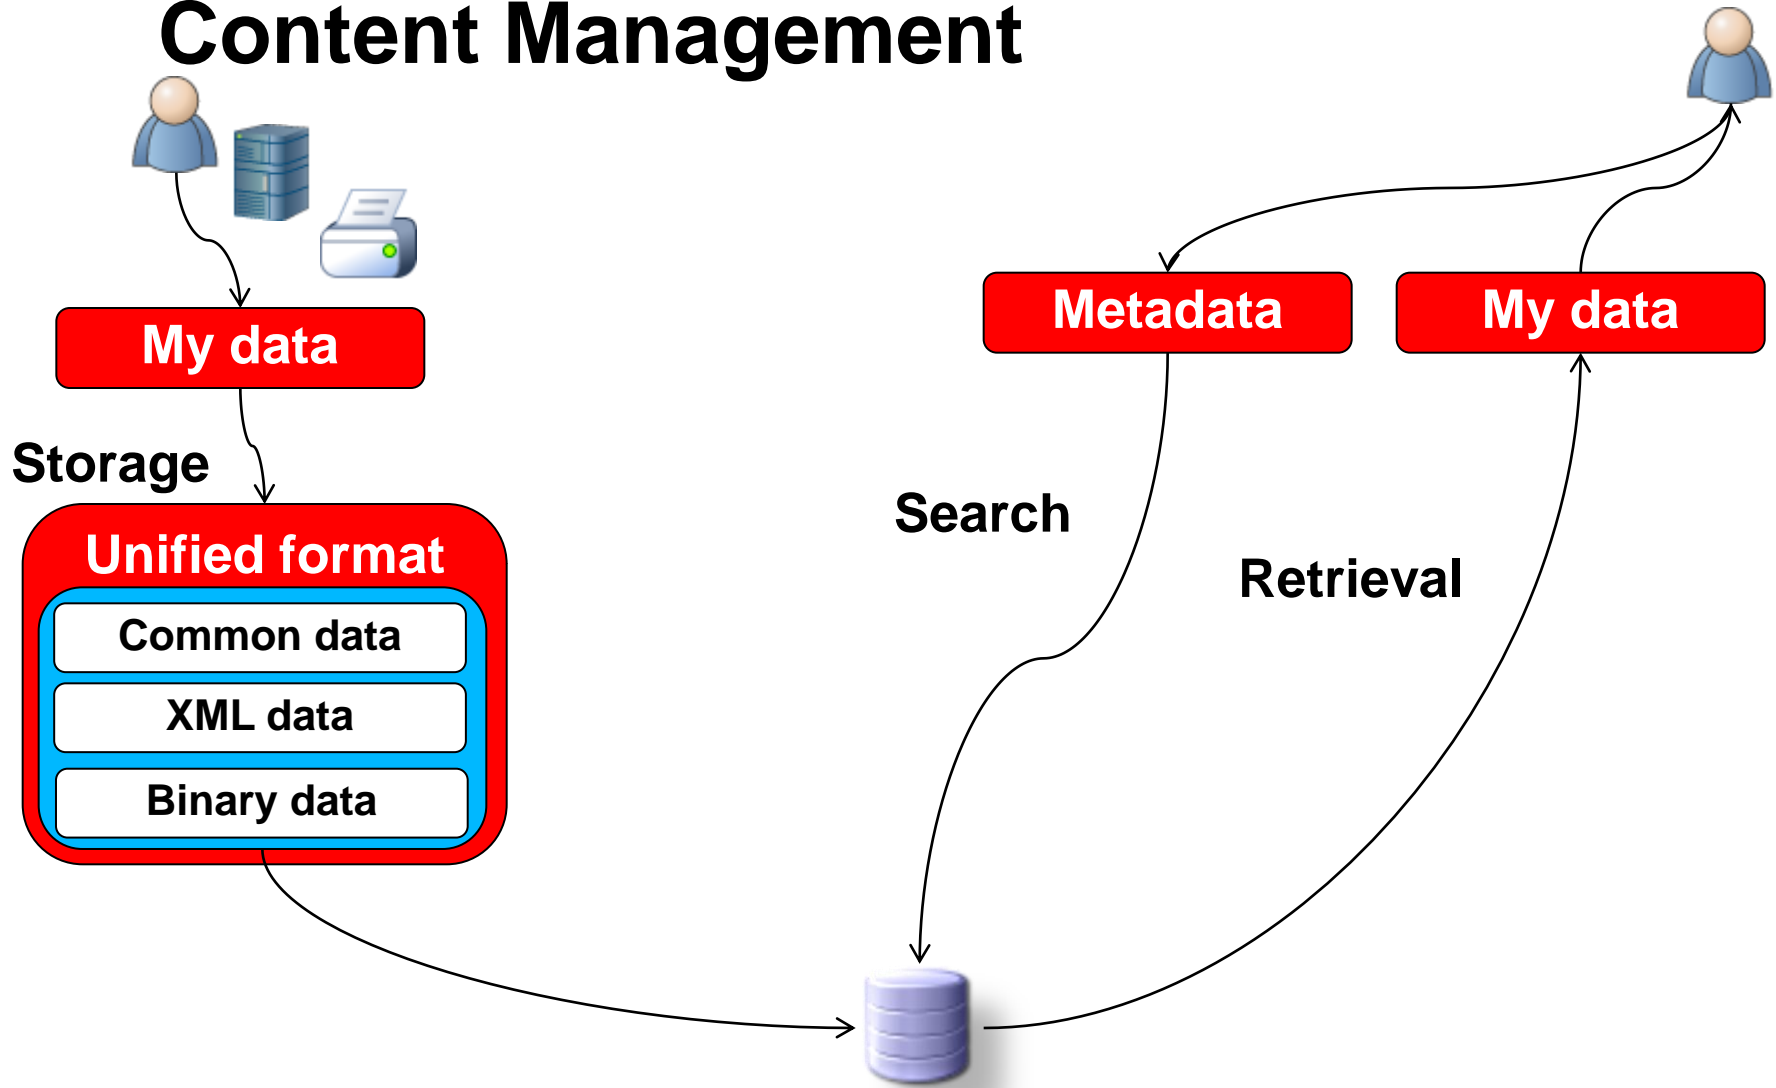 Content Management
My data
Storage
Unified format
Common data
XML data
Binary data
Metadata
My data
Search
Retrieval